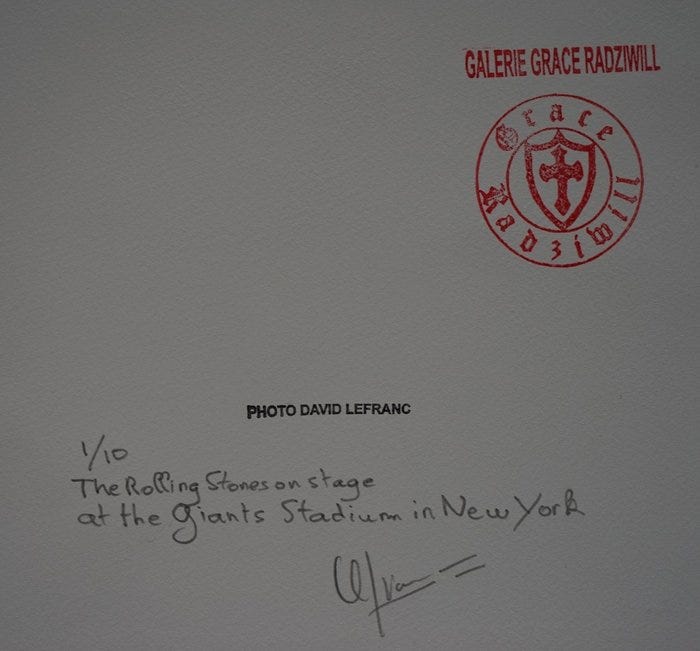 GALERIE GRACE RADZIWILL
Grace
Radziwill
PHOTO DAVID LEFRANC
1/10
The Rolling Stones on stage
at the Giants Stadium in New York